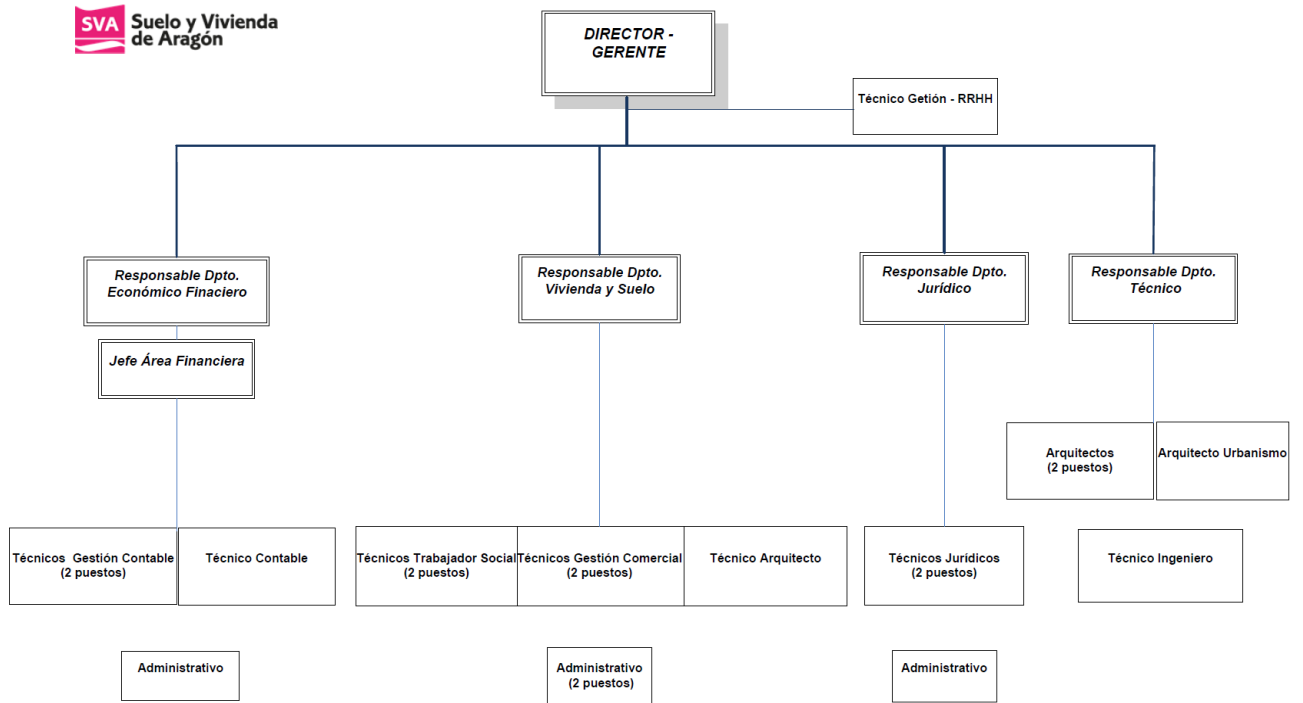 SVA Suelo y Vivienda
de Aragón
DIRECTOR -
GERENTE
Técnico Getión - RRHH
Responsable Dpto.
Económico Finaciero
Responsable Dpto.
Vivienda y Suelo
Responsable Dpto.
Jurídico
Responsable Dpto.
Técnico
Jefe Área Financiera
Arquitectos
(2 puestos)
Arquitecto Urbanismo
Técnicos Gestión Contable
(2 puestos)
Técnico Contable
Técnicos Trabajador Social
(2 puestos)
Técnicos Gestión Comercial
(2 puestos)
Técnico Arquitecto
Técnicos Jurídicos
(2 puestos)
Técnico Ingeniero
Administrativo
Administrativo
(2 puestos)
Administrativo